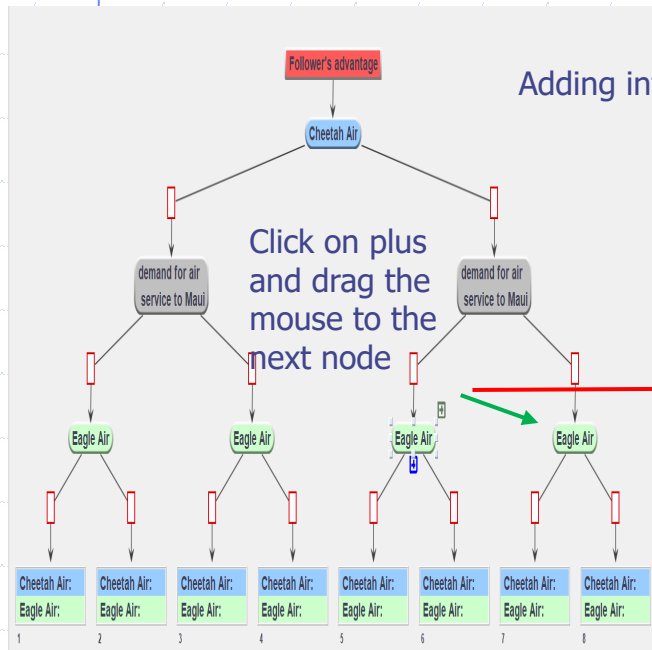 Follower's advantage
Adding in
Cheetah Air
Click on plus
and drag the
mouse to the
next node
demand for air
service to Maui
demand for air
service to Maui
Eagle Air
Eagle Air
Eagle Air
Eagle Air
Cheetah Air:
Eagle Air:
Cheetah Air:
Eagle Air:
Cheetah Air:
Eagle Air:
Cheetah Air:
Eagle Air:
Cheetah Air:
Eagle Air:
Cheetah Air:
Eagle Air:
Cheetah Air:
Eagle Air:
Cheetah Air:
Eagle Air:
1 2 3 4 5 6 7 8